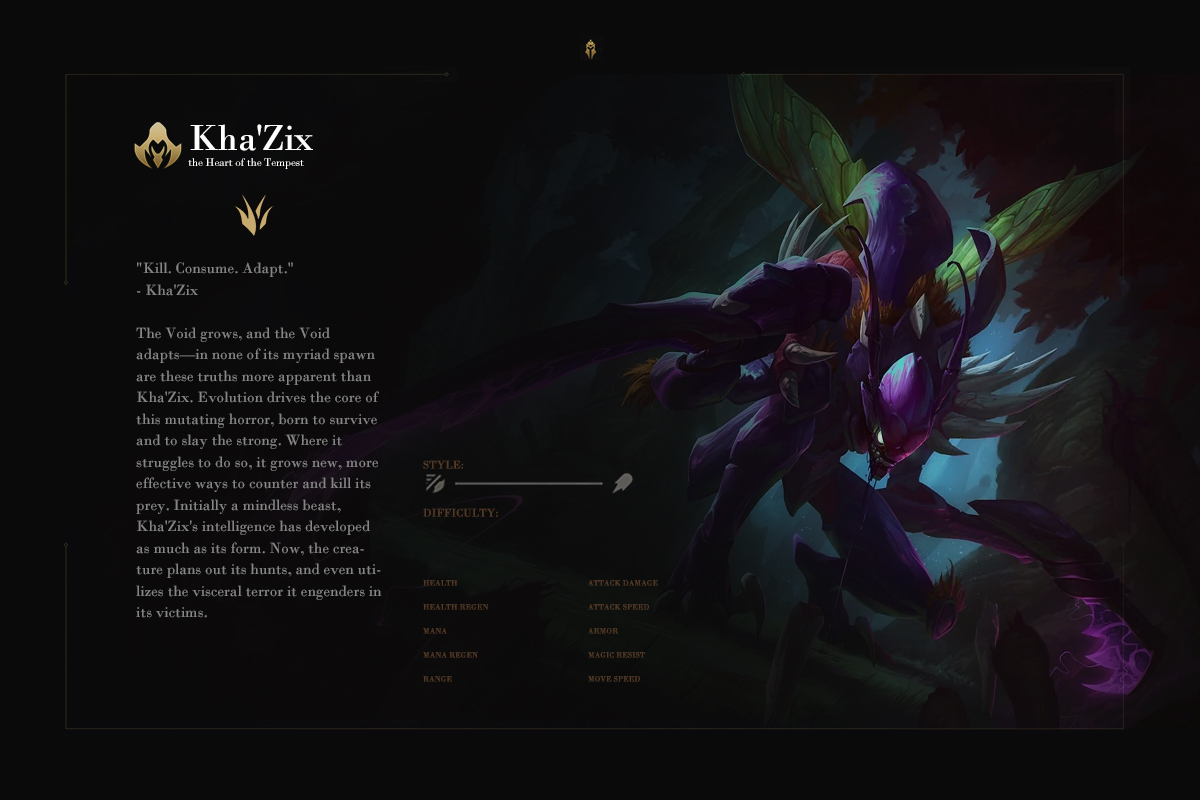 Kha'Zix
the Heart of the Tempest
"Kill. Consume. Adapt."
- Kha'Zix
The Void grows, and the Void
adapts—in none of its myriad spawn
are these truths more apparent than
Kha'Zix. Evolution drives the core of
this mutating horror, born to survive
and to slay the strong. Where it
struggles to do so, it grows new, more
effective ways to counter and kill its
prey. Initially a mindless beast,
Kha'Zix's intelligence has developed
as much as its form. Now, the crea-
ture plans out its hunts, and even uti-
lizes the visceral terror it engenders in
its victims.
STYLE:
DIFFICULTY:
HEALTH
HEALTH REGEN
MANA
MANA REGEN
RANGE
ATTACK DAMAGE
ATTACK SPEED
ARMOR
MAGIC RESIST
MOVE SPEED